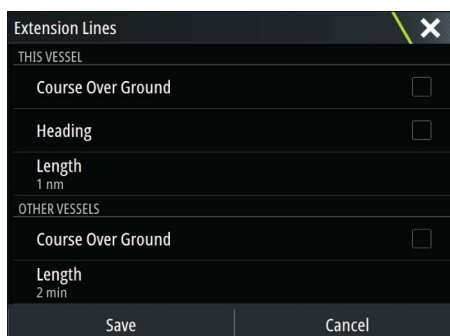 Extension Lines
THIS VESSEL
Course Over Ground
Heading
Length
1 nm
OTHER VESSELS
Course Over Ground
Length
2 min
Save Cancel